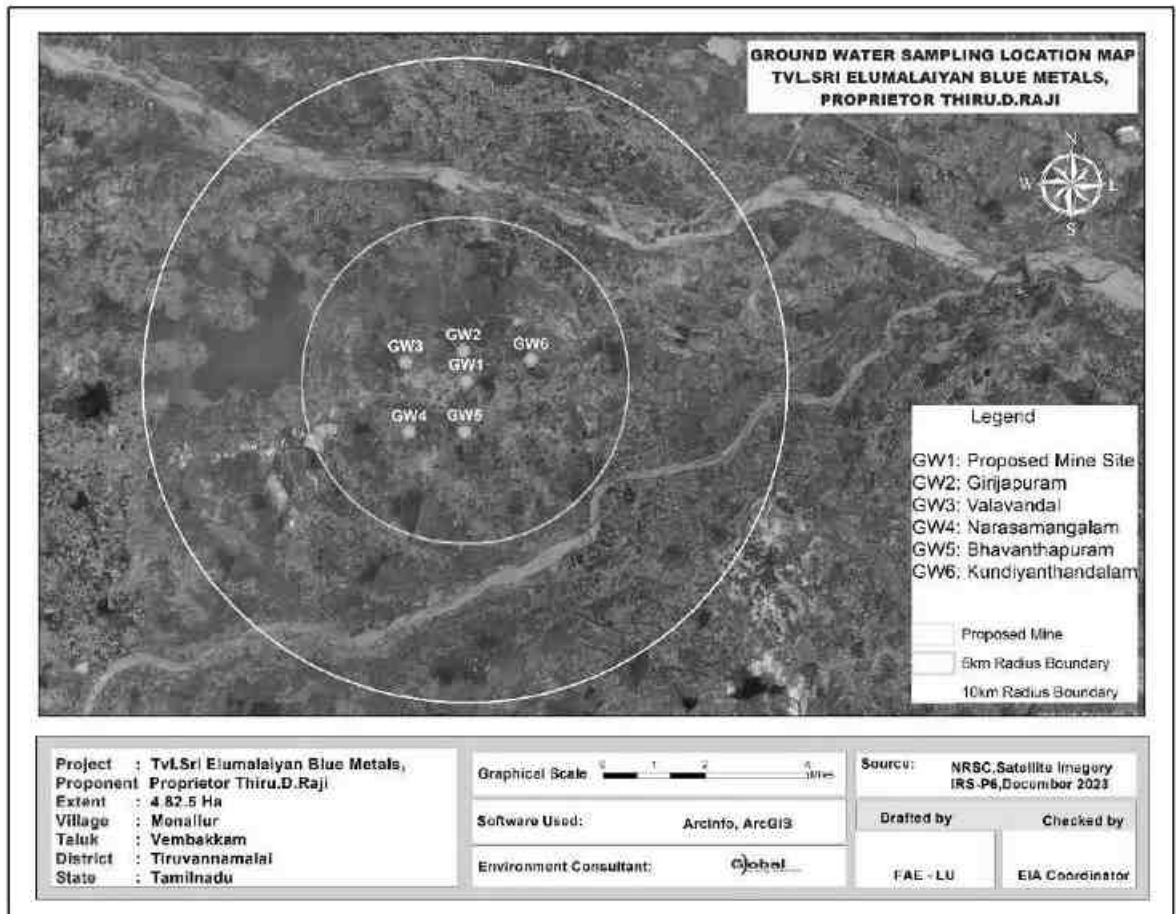 GROUND WATER SAMPLING LOCATION MAP
TVL.SRI ELUMALAIYAN BLUE METALS,
PROPRIETOR THIRU.D.RAJI
N
W E
S
GW2
GW3
GW6
GW1
GW4
GW5
Legend
GW1: Proposed Mine Site
GW2: Girijapuram
GW3: Valavandal
GW4: Narasamangalam
GW5: Bhavanthapuram
GW6: Kundiyanthandalam
Proposed Mine
5km Radius Boundary
10km Radius Boundary
Project : Tvl.Sri Elumalaiyan Blue Metals,
Proponent Proprietor Thiru.D.Raji
Extent : 4.82.5 Ha
Village : Menallur
Taluk : Vembakkam
District : Tiruvannamalai
State : Tamilnadu
Graphical Scale 0 1 2 4 Miles
Software Used: ArcInfo, ArcGIS
Environment Consultant: Global
Source: NRSC,Satellite Imagery
IRS-P6,December 2023
Drafted by Checked by
FAE - LU EIA Coordinator